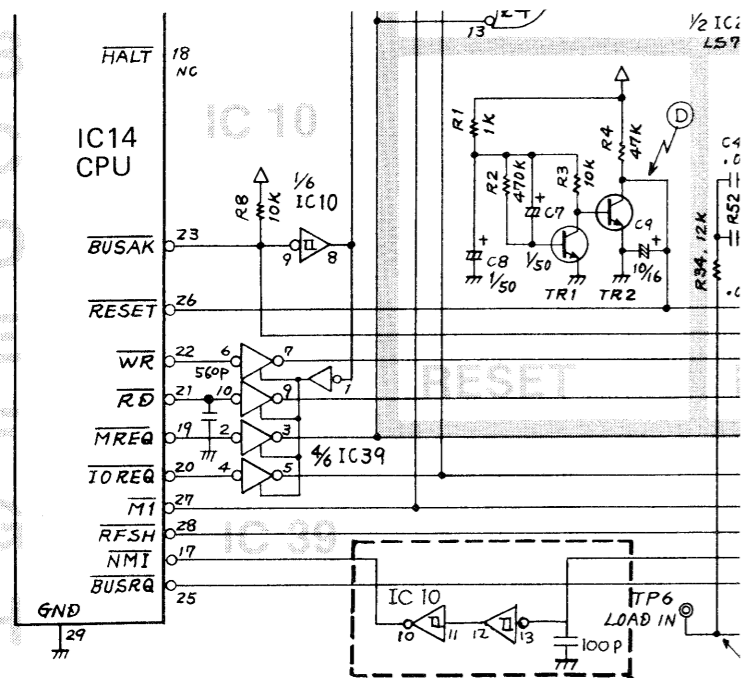 24
13
1/2 IC2
LS7
HALT
18
NC
IC 10
IC14
CPU
1/6
IC10
R8
10K
BUSAK
23
9
8
R1
1K
R2
470K
C7
1/50
R3
10K
R4
47K
D
C8
1/50
TR1
TR2
C9
10/16
C4
.0
R52
R34, 12K
.0
RESET
26
RESET
WR
22
6
7
560P
RD
21
10
9
1
MREQ
19
2
3
4/6 IC39
IOREQ
20
4
5
M1
27
RFSH
28
IC 39
NMI
17
BUSRQ
25
IC 10
10
11
12
13
100P
TP6
LOAD IN
GND
29